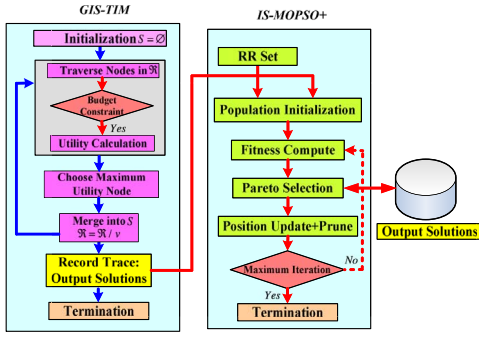 GIS-TIM
Initialization S = ∅
Traverse Nodes in ℜ
Budget
Constraint
Yes
Utility Calculation
Choose Maximum
Utility Node
Merge into S
ℜ = ℜ / v
Record Trace:
Output Solutions
Termination
IS-MOPSO+
RR Set
Population Initialization
Fitness Compute
Pareto Selection
Position Update+Prune
Maximum Iteration
No
Yes
Termination
Output Solutions